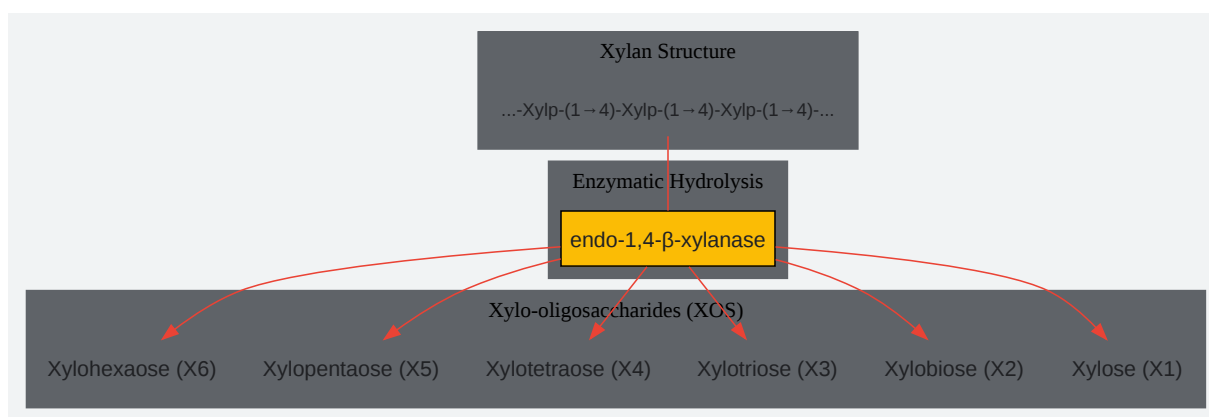 Xylan Structure
...-Xylp-(1→4)-Xylp-(1→4)-Xylp-(1→4)-...
Enzymatic Hydrolysis
endo-1,4-β-xylanase
Xylo-oligosaccharides (XOS)
Xylohexaose (X6) Xylopentaose (X5) Xylotetraose (X4) Xylotriose (X3) Xylobiose (X2) Xylose (X1)